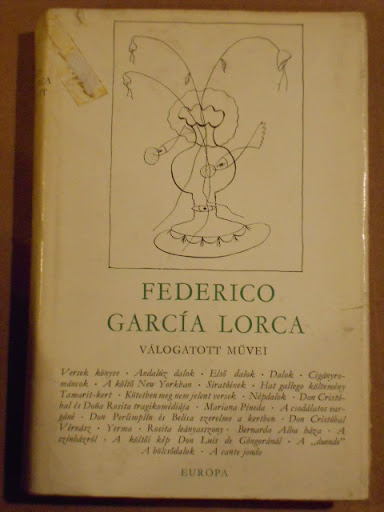 FEDERICO
GARCÍA LORCA
VÁLOGATOTT MŰVEI
Versek könyve · Andalúz dalok · Első dalok · Dalok · Cigányro-
máncok · A költő New Yorkban · Siratóének · Hat gallego költemény
Tamarit-kert · Kötetben meg nem jelent versek · Népdalok · Don Cristó-
bal és Doña Rosita tragikomédiája · Mariana Pineda · A csodálatos var-
gáné · Don Perlimplín és Belisa szerelme a kertben · Don Cristóbal
Vérnász · Yerma · Rosita leányasszony · Bernarda Alba háza · A
színházról · A költői kép Don Luis de Góngoránál · A „duende"
A bölcsődalok · A cante jondo
EURÓPA